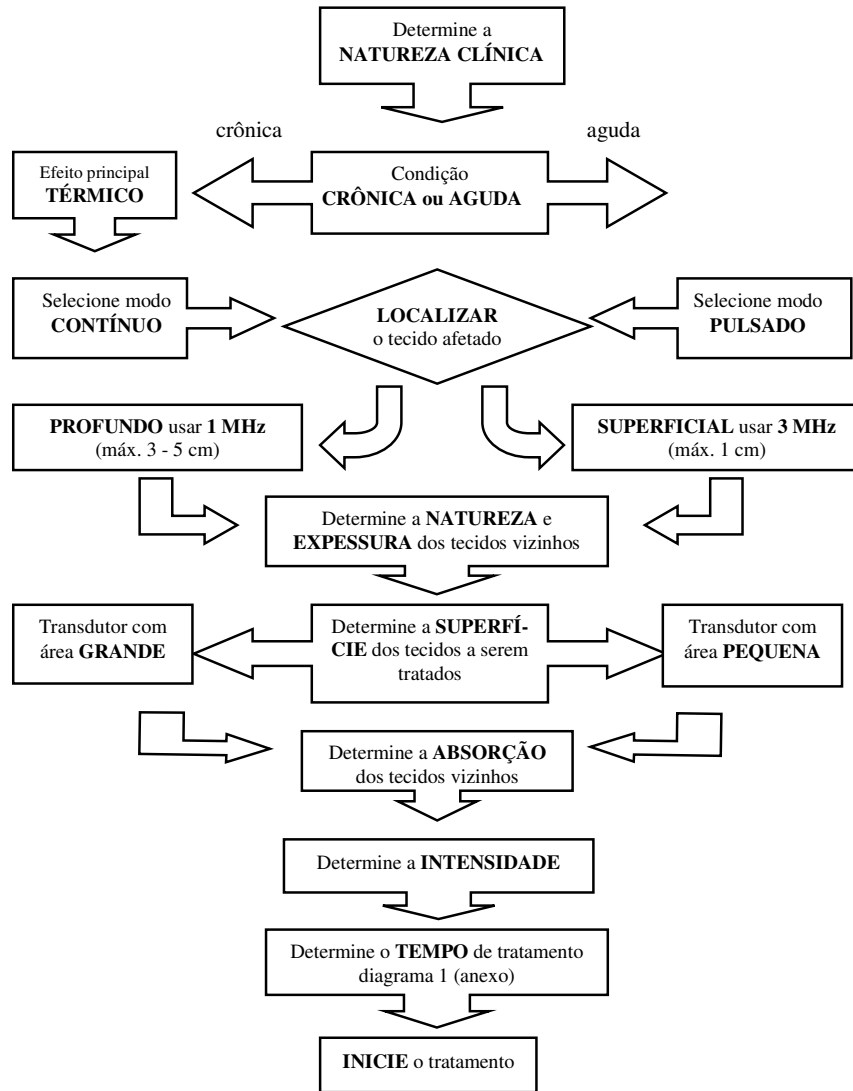 Determine a
NATUREZA CLÍNICA
crônica
aguda
Efeito principal
TÉRMICO
Condição
CRÔNICA ou AGUDA
Selecione modo
CONTÍNUO
LOCALIZAR
o tecido afetado
Selecione modo
PULSADO
PROFUNDO usar 1 MHz
(máx. 3 - 5 cm)
SUPERFICIAL usar 3 MHz
(máx. 1 cm)
Determine a NATUREZA e
EXPESSURA dos tecidos vizinhos
Transdutor com
área GRANDE
Determine a SUPERFÍ-
CIE dos tecidos a serem
tratados
Transdutor com
área PEQUENA
Determine a ABSORÇÃO
dos tecidos vizinhos
Determine a INTENSIDADE
Determine o TEMPO de tratamento
diagrama 1 (anexo)
INICIE o tratamento